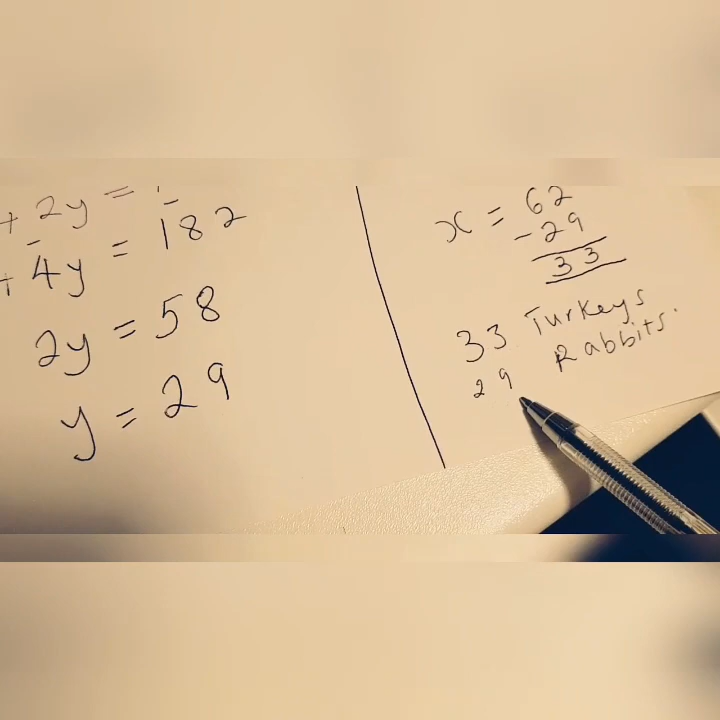 + 2y =
+ 4y = 182
2y = 58
y = 29
x = 62
- 29
33
33 Turkeys
29 Rabbits.